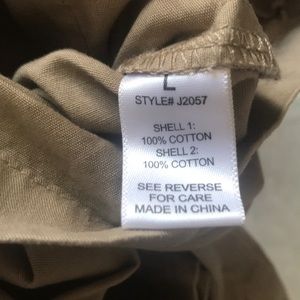 L
STYLE# J2057
SHELL 1:
100% COTTON
SHELL 2:
100% COTTON
SEE REVERSE
FOR CARE
MADE IN CHINA